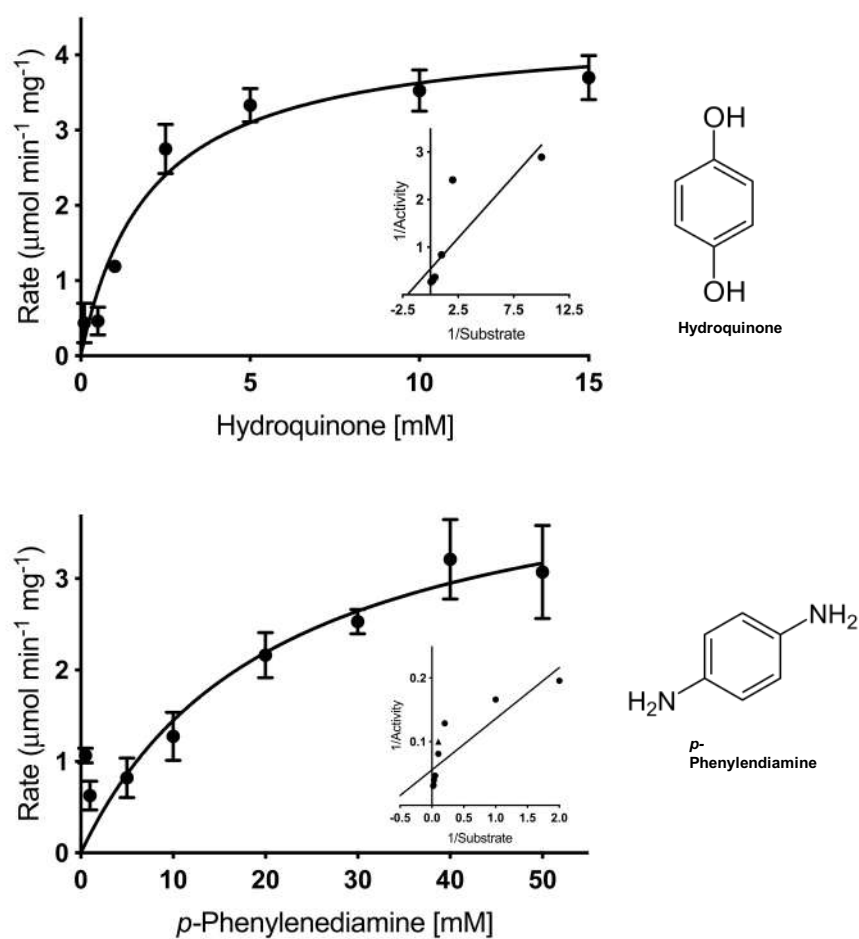 Rate (μmol min⁻¹ mg⁻¹)
4
3
2
1
0
0
5
10
15
Hydroquinone [mM]
1/Activity
3
2
1
-2.5
2.5
7.5
12.5
1/Substrate
OH
OH
Hydroquinone
Rate (μmol min⁻¹ mg⁻¹)
3
2
1
0
0
10
20
30
40
50
p-Phenylenediamine [mM]
1/Activity
0.2
0.1
-0.5
0.0
0.5
1.0
1.5
2.0
1/Substrate
NH₂
H₂N
p-
Phenylendiamine